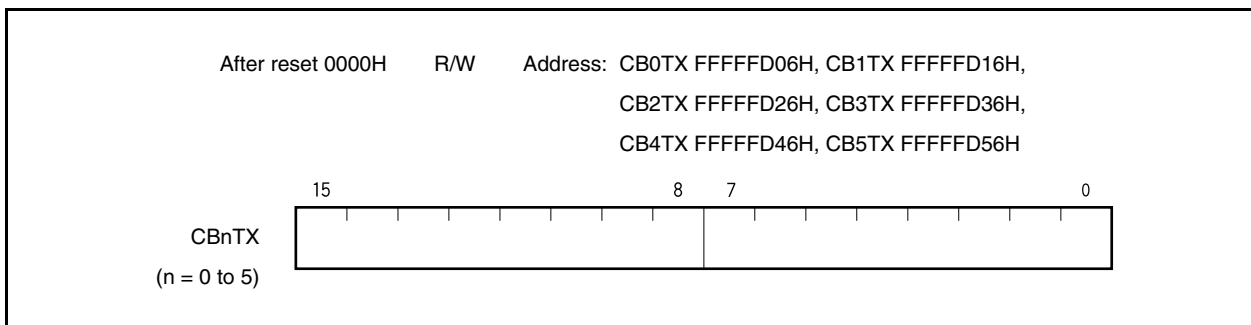 After reset 0000H R/W Address: CB0TX FFFFFD06H, CB1TX FFFFFD16H,
CB2TX FFFFFD26H, CB3TX FFFFFD36H,
CB4TX FFFFFD46H, CB5TX FFFFFD56H
15 8 7 0
CBnTX
(n = 0 to 5)